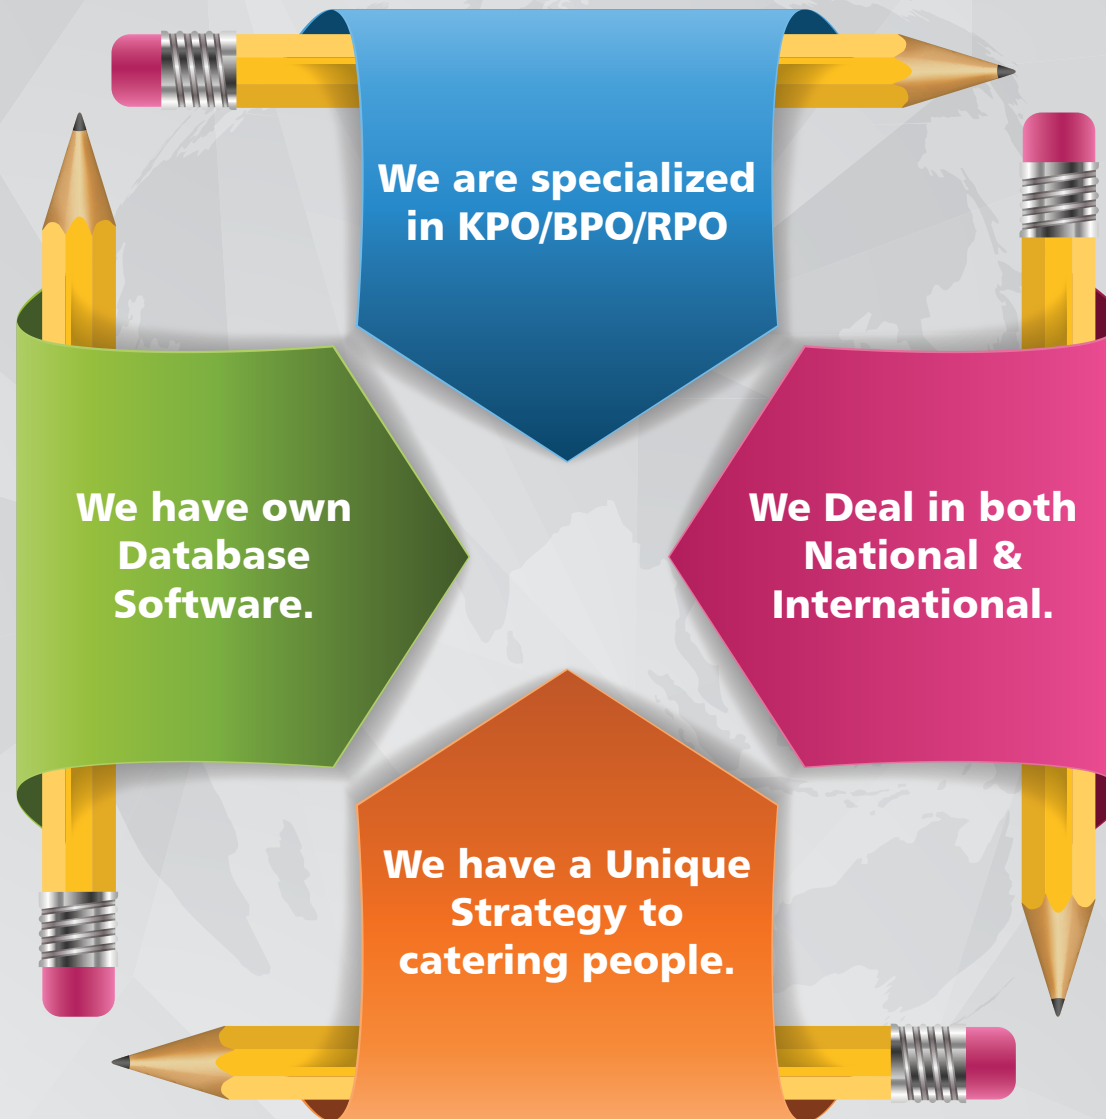 We are specialized
in KPO/BPO/RPO
We have own
Database
Software.
We Deal in both
National &
International.
We have a Unique
Strategy to
catering people.